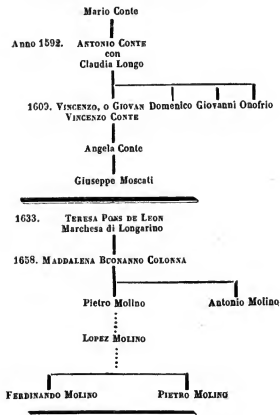 Mario Conte
Anno 1592. ANTONIO CONTE
con
Claudia Longo
1609. VINCENZO, O GIOVAN Domenico Giovanni Onofrio
VINCENZO CONTE
Angela Conte
Giuseppe Moscati
1633. TERESA PONS DE LEON
Marchesa di Longarino
1658. MADDALENA BONANNO COLONNA
Pietro Molino Antonio Molino
LOPEZ MOLINO
FERDINANDO MOLINO PIETRO MOLINO